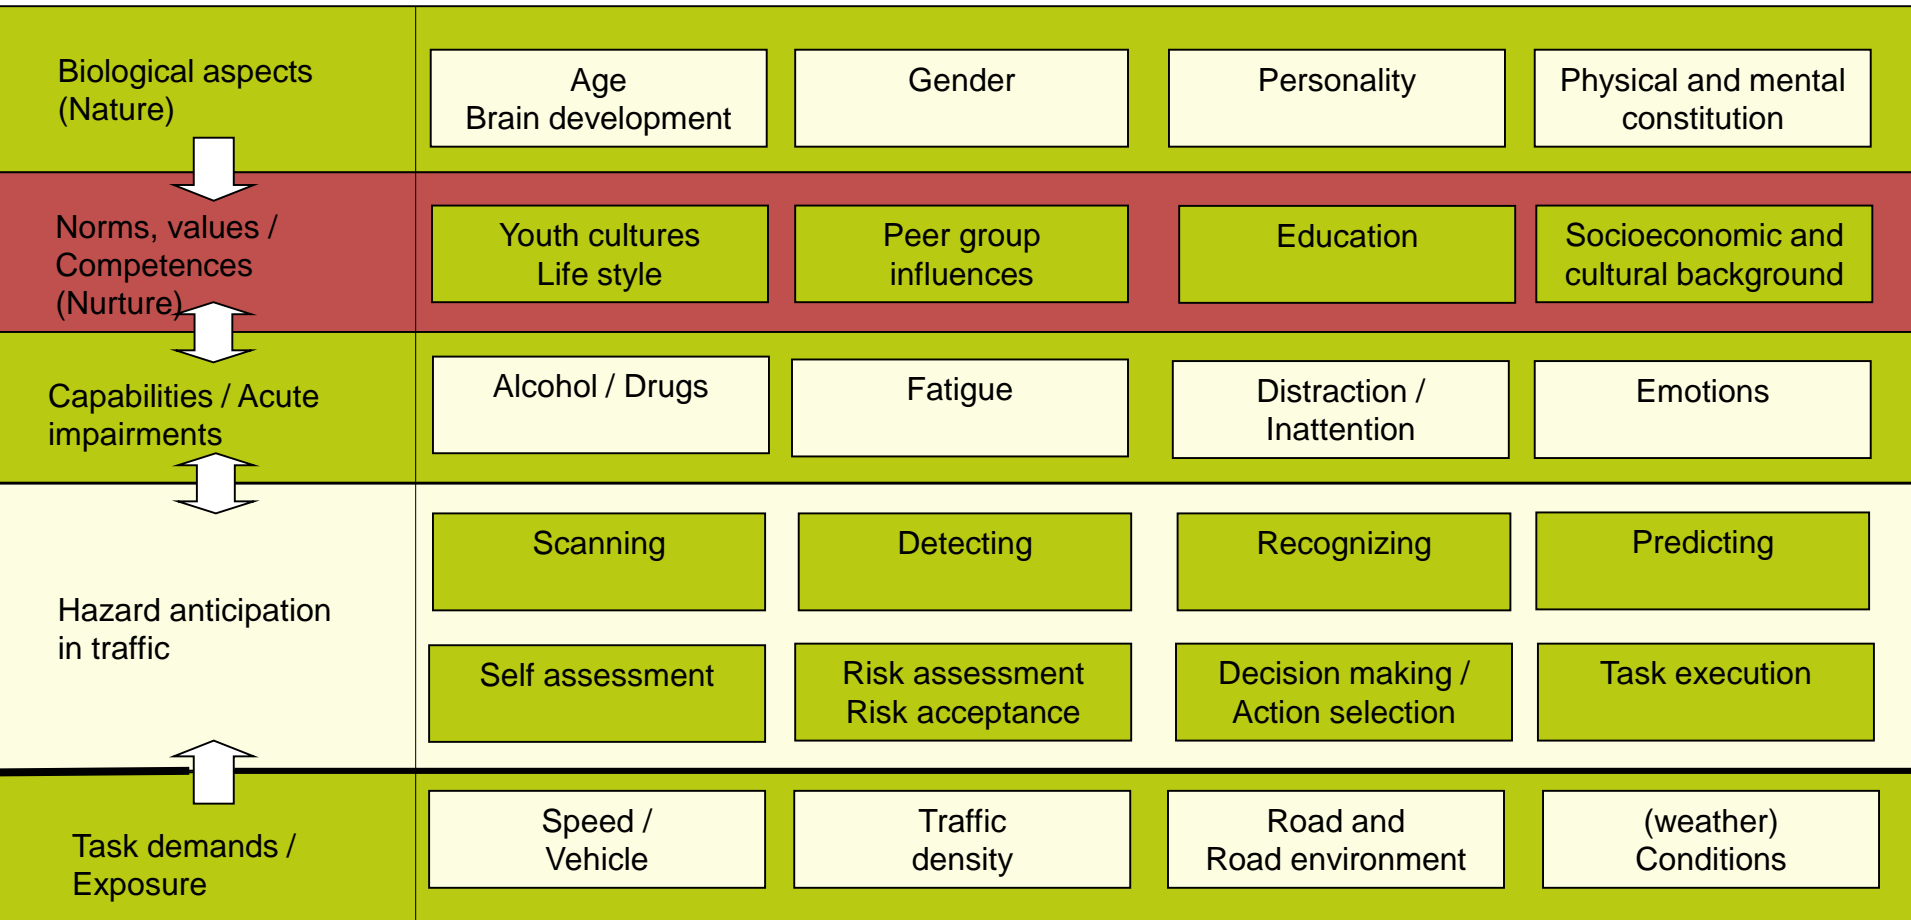 Biological aspects
(Nature)
Age
Brain development
Gender
Personality
Physical and mental
constitution
Norms, values /
Competences
(Nurture)
Youth cultures
Life style
Peer group
influences
Education
Socioeconomic and
cultural background
Capabilities / Acute
impairments
Alcohol / Drugs
Fatigue
Distraction /
Inattention
Emotions
Hazard anticipation
in traffic
Scanning
Detecting
Recognizing
Predicting
Self assessment
Risk assessment
Risk acceptance
Decision making /
Action selection
Task execution
Task demands /
Exposure
Speed /
Vehicle
Traffic
density
Road and
Road environment
(weather)
Conditions